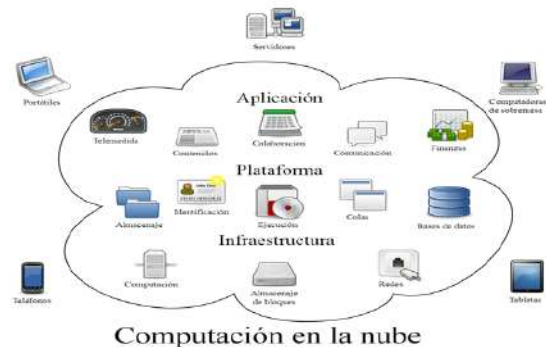 Servidores
Portátiles
Computadoras
de sobremesa
Aplicación
Telemedida
Contenidos
Colaboración
Comunicación
Finanzas
Plataforma
Almacenaje
Identificación
Ejecución
Colas
Bases de datos
Infraestructura
Computación
Almacenaje
de bloques
Redes
Teléfonos
Tabletas
Computación en la nube